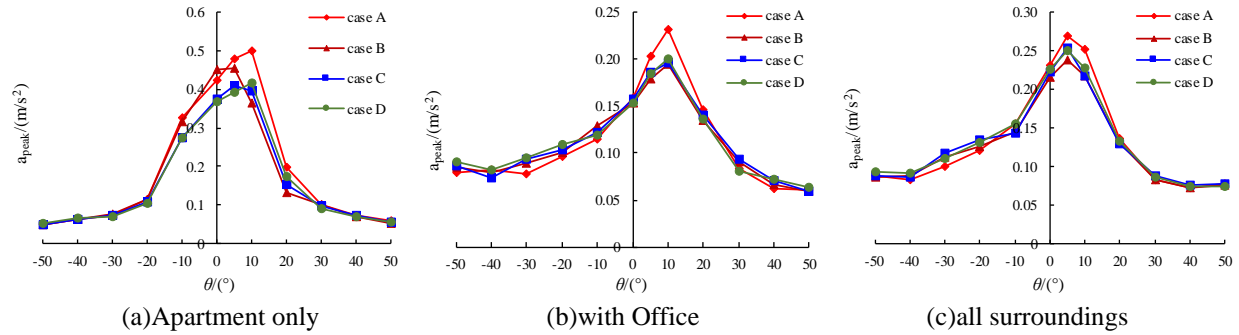 case A
case B
case C
case D
0.6
0.5
0.4
0.3
0.2
0.1
0
a_peak/(m/s²)
-50 -40 -30 -20 -10 0 10 20 30 40 50
θ/(°)
(a)Apartment only
case A
case B
case C
case D
0.25
0.20
0.15
0.10
0.05
0.00
a_peak/(m/s²)
-50 -40 -30 -20 -10 0 10 20 30 40 50
θ/(°)
(b)with Office
case A
case B
case C
case D
0.30
0.25
0.20
0.15
0.10
0.05
0.00
a_peak/(m/s²)
-50 -40 -30 -20 -10 0 10 20 30 40 50
θ/(°)
(c)all surroundings